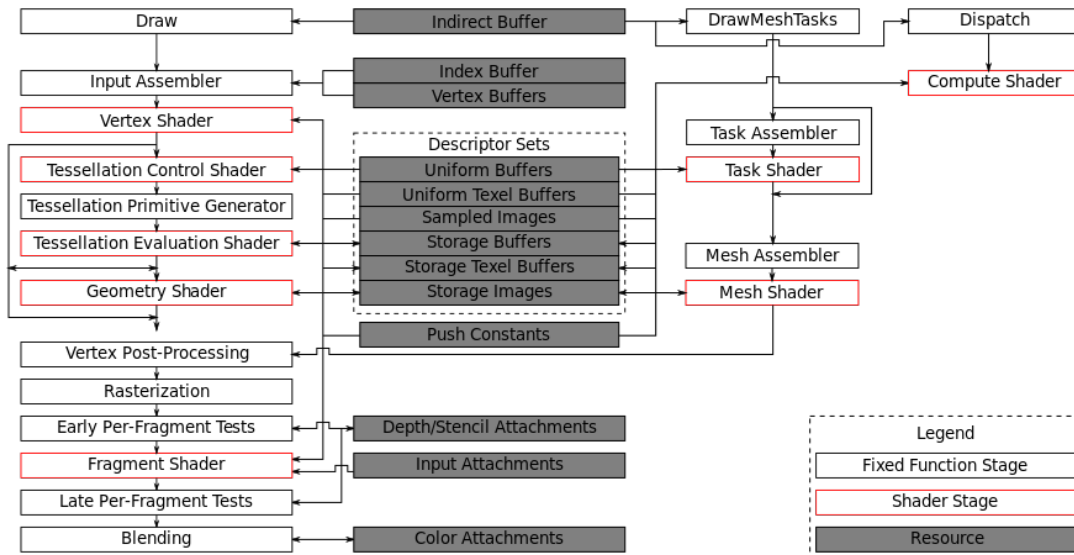 Draw
Indirect Buffer
DrawMeshTasks
Dispatch
Input Assembler
Index Buffer
Vertex Buffers
Compute Shader
Vertex Shader
Descriptor Sets
Task Assembler
Tessellation Control Shader
Uniform Buffers
Task Shader
Tessellation Primitive Generator
Uniform Texel Buffers
Sampled Images
Tessellation Evaluation Shader
Storage Buffers
Mesh Assembler
Storage Texel Buffers
Geometry Shader
Storage Images
Mesh Shader
Push Constants
Vertex Post-Processing
Rasterization
Early Per-Fragment Tests
Depth/Stencil Attachments
Fragment Shader
Input Attachments
Late Per-Fragment Tests
Blending
Color Attachments
Legend
Fixed Function Stage
Shader Stage
Resource